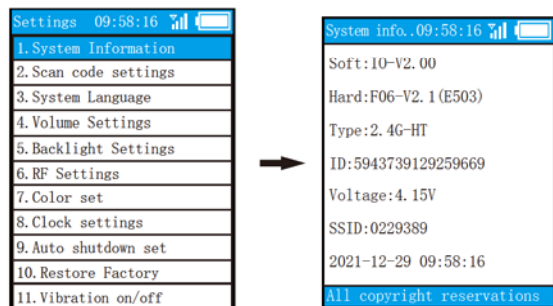 Settings 09:58:16
1.System Information
2.Scan code settings
3.System Language
4.Volume Settings
5.Backlight Settings
6.RF Settings
7.Color set
8.Clock settings
9.Auto shutdown set
10.Restore Factory
11.Vibration on/off
System info..09:58:16
Soft:IO-V2.00
Hard:F06-V2.1(E503)
Type:2.4G-HT
ID:5943739129259669
Voltage:4.15V
SSID:0229389
2021-12-29 09:58:16
All copyright reservations